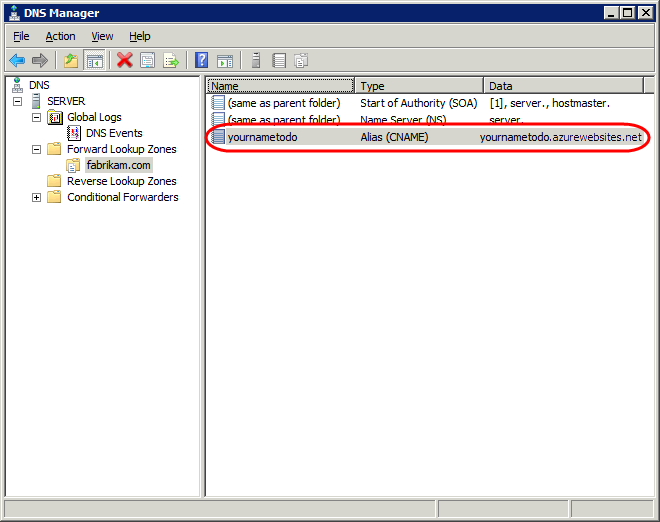 DNS Manager
File Action View Help
DNS
SERVER
Global Logs
DNS Events
Forward Lookup Zones
fabrikam.com
Reverse Lookup Zones
Conditional Forwarders
Name Type Data
(same as parent folder) Start of Authority (SOA) [1], server., hostmaster.
(same as parent folder) Name Server (NS) server.
yournametodo Alias (CNAME) yournametodo.azurewebsites.net